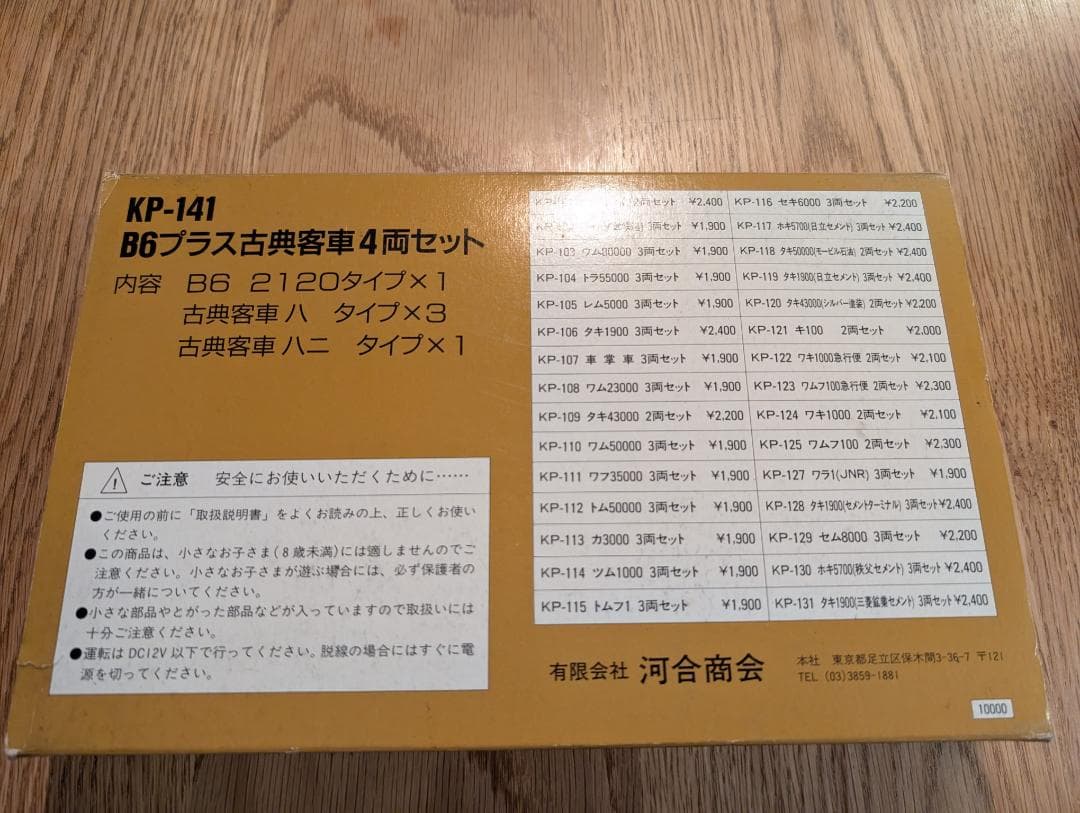 KP-141
B6プラス古典客車4両セット
内容 B6 2120タイプ×1
古典客車 ハ タイプ×3
古典客車 ハニ タイプ×1
ご注意 安全にお使いいただくために……
●ご使用の前に「取扱説明書」をよくお読みの上、正しくお使い
ください。
●この商品は、小さなお子さま(8歳未満)には適しませんのでご
注意ください。小さなお子さまが遊ぶ場合には、必ず保護者の
方が一緒についてください。
●小さな部品やとがった部品などが入っていますので取扱いには
十分ご注意ください。
●運転はDC12V以下で行ってください。脱線の場合にはすぐに電
源を切ってください。
2両セット ¥2,400
¥1,900
KP-103 ワム80000 3両セット ¥1,900
KP-104 トラ55000 3両セット ¥1,900
KP-105 レム5000 3両セット ¥1,900
KP-106 タキ1900 3両セット ¥2,400
KP-107 車掌車 3両セット ¥1,900
KP-108 ワム23000 3両セット ¥1,900
KP-109 タキ43000 2両セット ¥2,200
KP-110 ワム50000 3両セット ¥1,900
KP-111 ワフ35000 3両セット ¥1,900
KP-112 トム50000 3両セット ¥1,900
KP-113 カ3000 3両セット ¥1,900
KP-114 ツム1000 3両セット ¥1,900
KP-115 トムフ1 3両セット ¥1,900
KP-116 セキ6000 3両セット ¥2,200
KP-117 ホキ5700(日立セメント) 3両セット ¥2,400
KP-118 タキ50000(モービル石油) 2両セット ¥2,400
KP-119 タキ1900(日立セメント) 3両セット ¥2,400
KP-120 タキ43000(シルバー塗装) 2両セット ¥2,200
KP-121 キ100 2両セット ¥2,000
KP-122 ワキ1000急行便 2両セット ¥2,100
KP-123 ワムフ100急行便 2両セット ¥2,300
KP-124 ワキ1000 2両セット ¥2,100
KP-125 ワムフ100 2両セット ¥2,300
KP-127 ワラ1(JNR) 3両セット ¥1,900
KP-128 タキ1900(セメントターミナル) 3両セット ¥2,400
KP-129 セム8000 3両セット ¥2,200
KP-130 ホキ5700(秩父セメント) 3両セット ¥2,400
KP-131 タキ1900(三菱鉱業セメント) 3両セット ¥2,400
有限会社 河合商会
本社 東京都足立区保木間3-36-7 〒121
TEL (03)3859-1881
10000